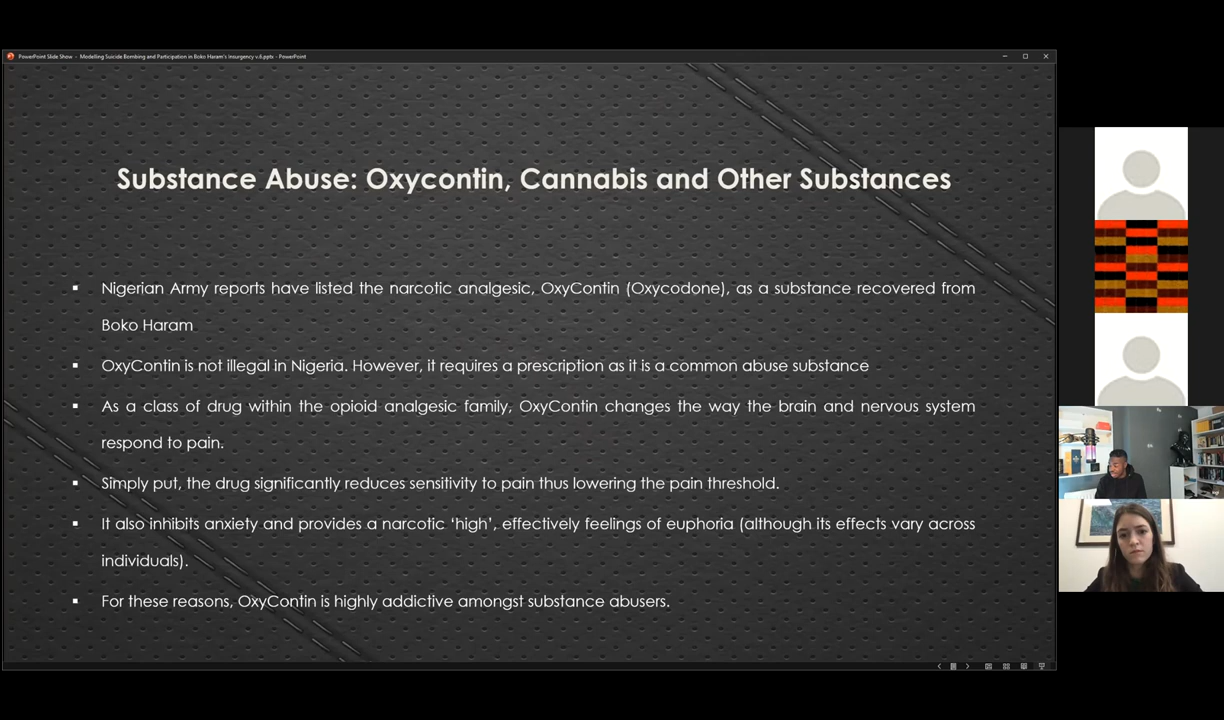 PowerPoint Slide Show - Modelling Suicide Bombing and Participation in Boko Haram's Insurgency v.6.pptx - PowerPoint
Substance Abuse: Oxycontin, Cannabis and Other Substances
▪ Nigerian Army reports have listed the narcotic analgesic, OxyContin (Oxycodone), as a substance recovered from
Boko Haram
▪ OxyContin is not illegal in Nigeria. However, it requires a prescription as it is a common abuse substance
▪ As a class of drug within the opioid analgesic family, OxyContin changes the way the brain and nervous system
respond to pain.
▪ Simply put, the drug significantly reduces sensitivity to pain thus lowering the pain threshold.
▪ It also inhibits anxiety and provides a narcotic ‘high’, effectively feelings of euphoria (although its effects vary across
individuals).
▪ For these reasons, OxyContin is highly addictive amongst substance abusers.